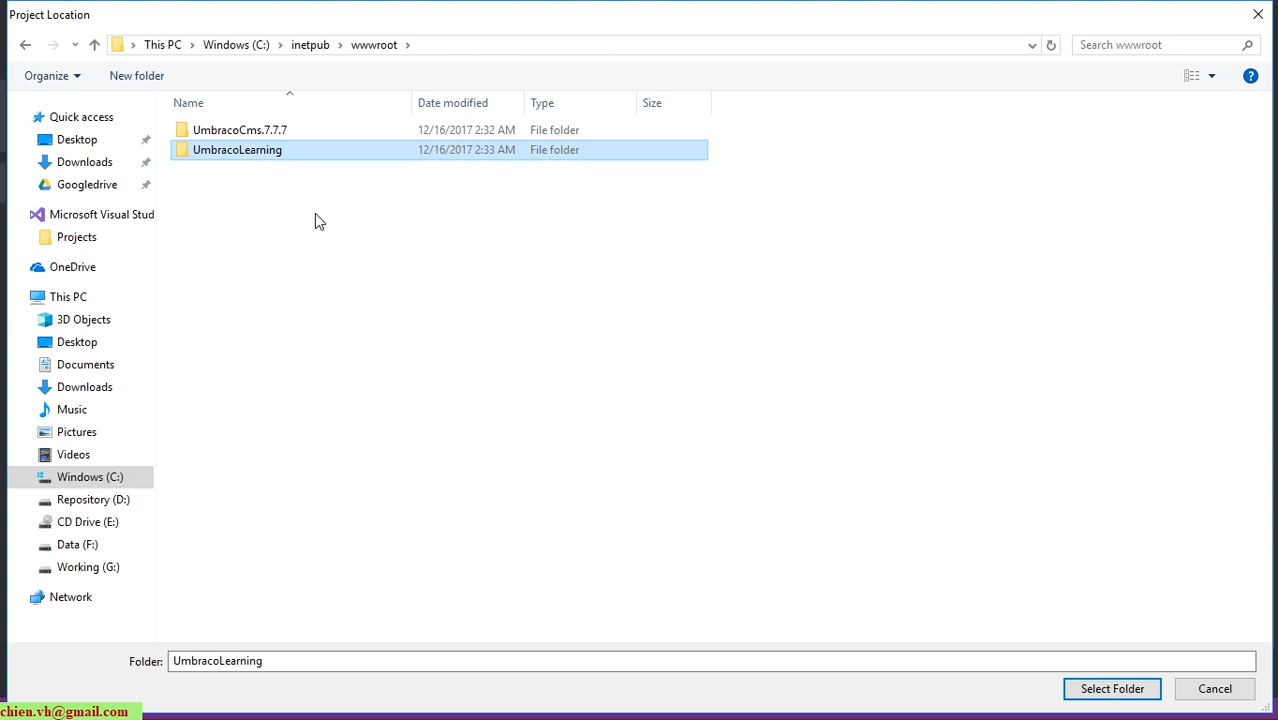 Project Location
This PC Windows (C:) inetpub wwwroot Search wwwroot
Organize New folder
Name Date modified Type Size
UmbracoCms.7.7.7 12/16/2017 2:32 AM File folder
UmbracoLearning 12/16/2017 2:33 AM File folder
Quick access
Desktop
Downloads
Googledrive
Microsoft Visual Stud
Projects
OneDrive
This PC
3D Objects
Desktop
Documents
Downloads
Music
Pictures
Videos
Windows (C:)
Repository (D:)
CD Drive (E:)
Data (F:)
Working (G:)
Network
Folder: UmbracoLearning
Select Folder Cancel
chien.vh@gmail.com